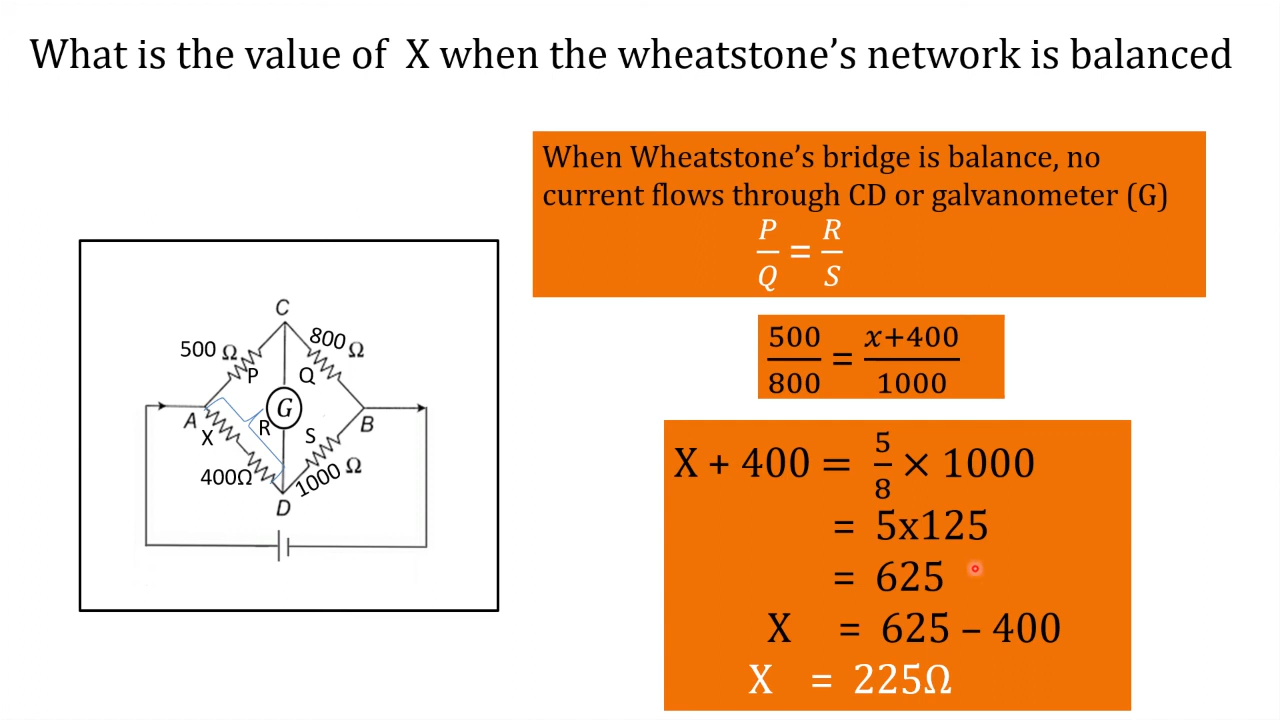 What is the value of X when the wheatstone’s network is balanced
When Wheatstone’s bridge is balance, no
current flows through CD or galvanometer (G)
P/Q = R/S
500/800 = x+400/1000
X + 400 = 5/8 × 1000
= 5x125
= 625
X = 625 – 400
X = 225Ω
C
500 Ω
800 Ω
P
Q
A
G
B
X
R
S
400Ω
1000 Ω
D